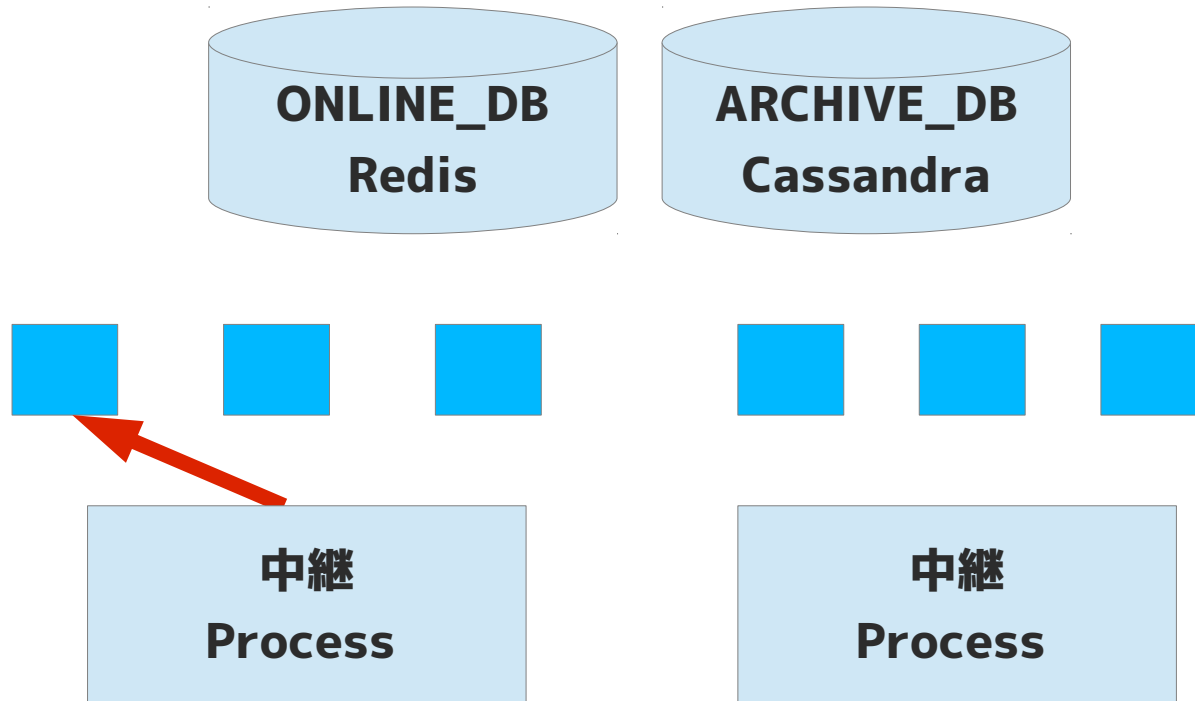 ONLINE_DB
Redis
ARCHIVE_DB
Cassandra
中継
Process
中継
Process